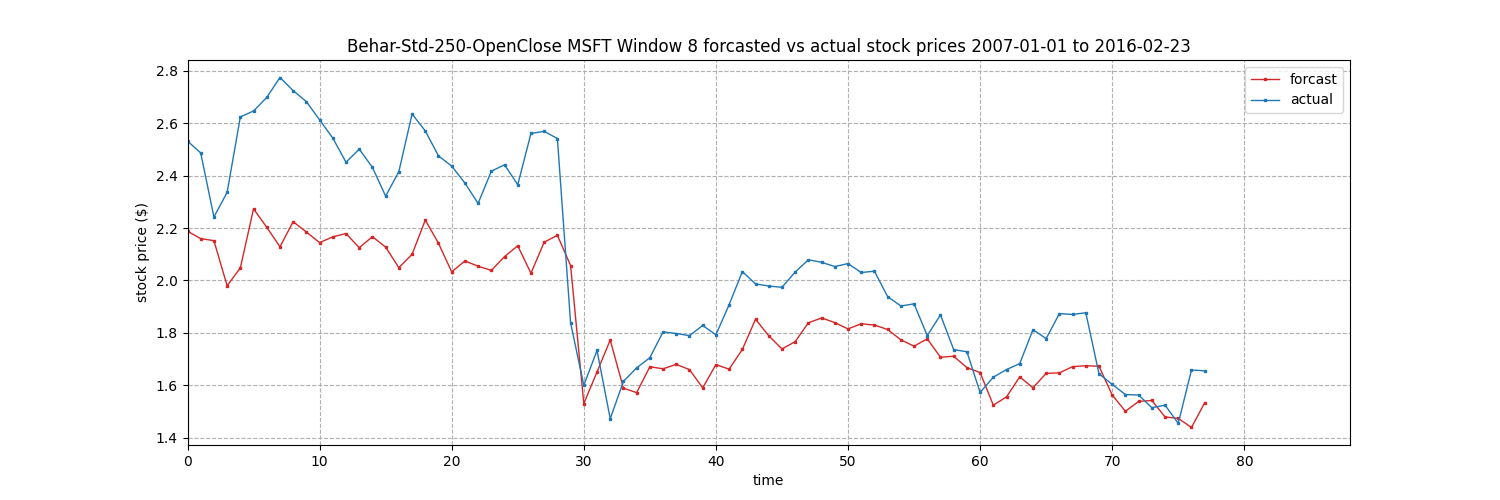 Behar-Std-250-OpenClose MSFT Window 8 forcasted vs actual stock prices 2007-01-01 to 2016-02-23
forcast
actual
stock price ($)
2.8
2.6
2.4
2.2
2.0
1.8
1.6
1.4
0 10 20 30 40 50 60 70 80
time